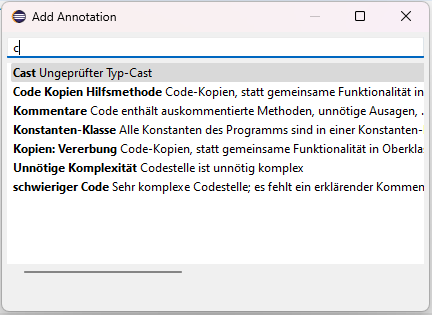 Add Annotation
c
Cast Ungeprüfter Typ-Cast
Code Kopien Hilfsmethode Code-Kopien, statt gemeinsame Funktionalität in
Kommentare Code enthält auskommentierte Methoden, unnötige Ausagen, .
Konstanten-Klasse Alle Konstanten des Programms sind in einer Konstanten-
Kopien: Vererbung Code-Kopien, statt gemeinsame Funktionalität in Oberkla
Unnötige Komplexität Codestelle ist unnötig komplex
schwieriger Code Sehr komplexe Codestelle; es fehlt ein erklärender Kommen